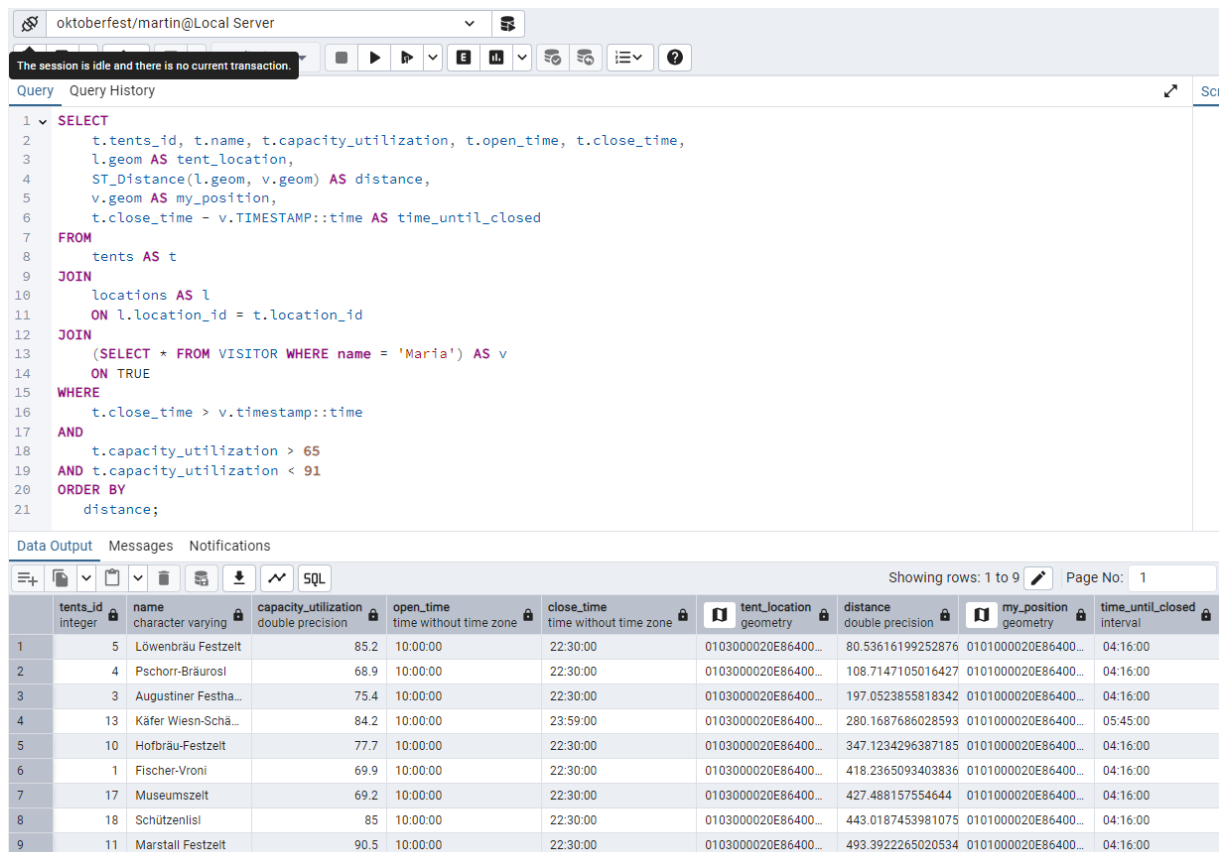 oktoberfest/martin@Local Server
The session is idle and there is no current transaction.
Query Query History
Scr
1 SELECT
2 t.tents_id, t.name, t.capacity_utilization, t.open_time, t.close_time,
3 l.geom AS tent_location,
4 ST_Distance(l.geom, v.geom) AS distance,
5 v.geom AS my_position,
6 t.close_time - v.TIMESTAMP::time AS time_until_closed
7 FROM
8 tents AS t
9 JOIN
10 locations AS l
11 ON l.location_id = t.location_id
12 JOIN
13 (SELECT * FROM VISITOR WHERE name = 'Maria') AS v
14 ON TRUE
15 WHERE
16 t.close_time > v.timestamp::time
17 AND
18 t.capacity_utilization > 65
19 AND t.capacity_utilization < 91
20 ORDER BY
21 distance;
Data Output Messages Notifications
SQL Showing rows: 1 to 9 Page No: 1
tents_id name capacity_utilization open_time close_time tent_location distance my_position time_until_closed
integer character varying double precision time without time zone time without time zone geometry double precision geometry interval
1 5 Löwenbräu Festzelt 85.2 10:00:00 22:30:00 0103000020E86400... 80.53616199252876 0101000020E86400... 04:16:00
2 4 Pschorr-Bräurosl 68.9 10:00:00 22:30:00 0103000020E86400... 108.7147105016427 0101000020E86400... 04:16:00
3 3 Augustiner Festha... 75.4 10:00:00 22:30:00 0103000020E86400... 197.0523855818342 0101000020E86400... 04:16:00
4 13 Käfer Wiesn-Schä... 84.2 10:00:00 23:59:00 0103000020E86400... 280.1687686028593 0101000020E86400... 05:45:00
5 10 Hofbräu-Festzelt 77.7 10:00:00 22:30:00 0103000020E86400... 347.1234296387185 0101000020E86400... 04:16:00
6 1 Fischer-Vroni 69.9 10:00:00 22:30:00 0103000020E86400... 418.2365093403836 0101000020E86400... 04:16:00
7 17 Museumszelt 69.2 10:00:00 22:30:00 0103000020E86400... 427.488157554644 0101000020E86400... 04:16:00
8 18 Schützenlisl 85 10:00:00 22:30:00 0103000020E86400... 443.0187453981075 0101000020E86400... 04:16:00
9 11 Marstall Festzelt 90.5 10:00:00 22:30:00 0103000020E86400... 493.3922265020534 0101000020E86400... 04:16:00